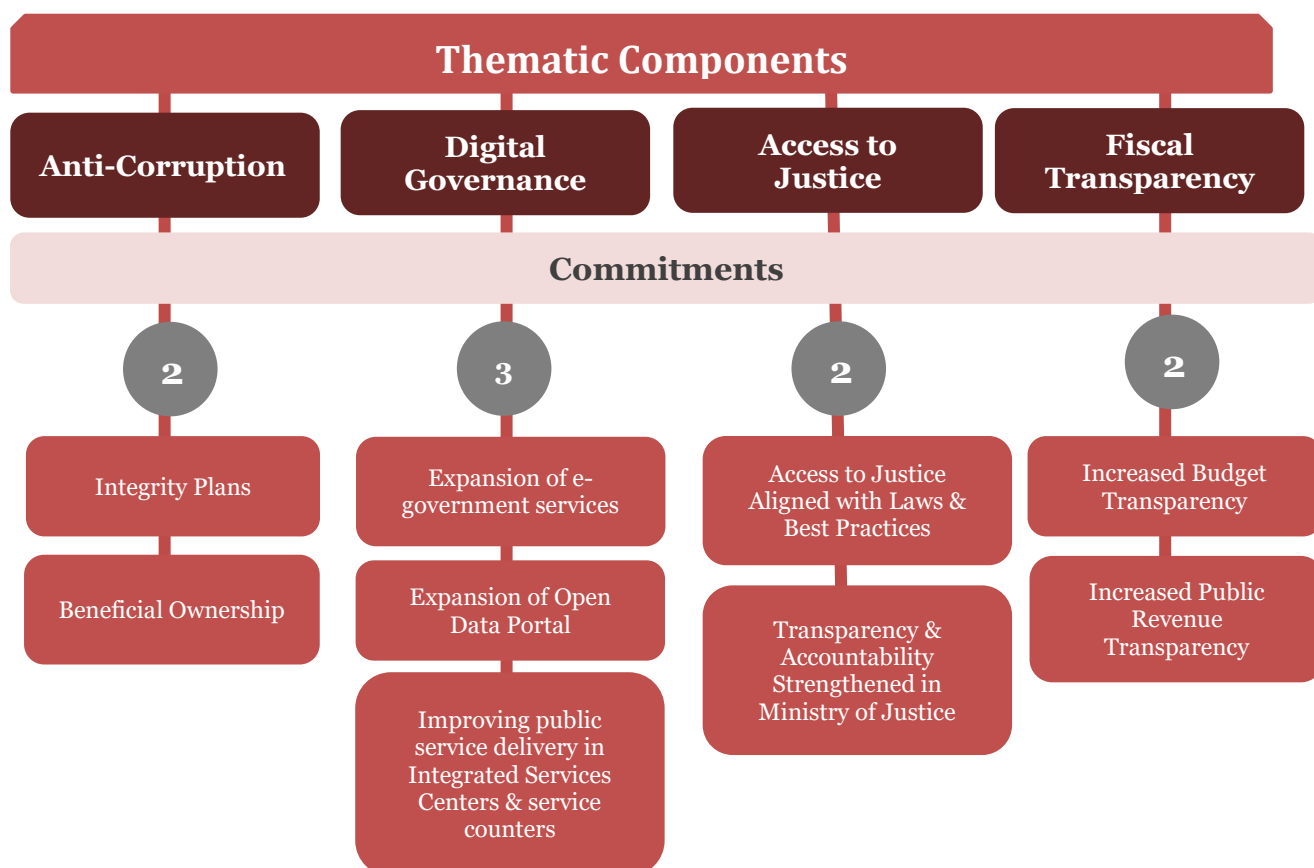 Thematic Components
Anti-Corruption
Digital
Governance
Access to
Justice
Fiscal
Transparency
Commitments
2
3
2
2
Integrity Plans
Beneficial Ownership
Expansion of e-
government services
Expansion of Open
Data Portal
Improving public
service delivery in
Integrated Services
Centers & service
counters
Access to Justice
Aligned with Laws &
Best Practices
Transparency &
Accountability
Strengthened in
Ministry of Justice
Increased Budget
Transparency
Increased Public
Revenue
Transparency